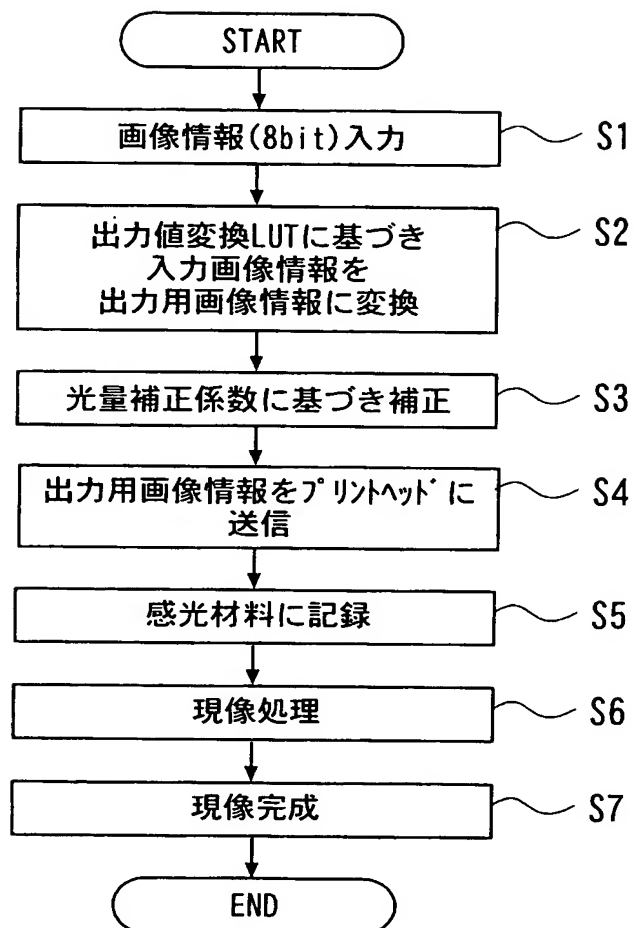 START
画像情報(8bit)入力
S1
出力値変換LUTに基づき
入力画像情報を
出力用画像情報に変換
S2
光量補正係数に基づき補正
S3
出力用画像情報をﾌﾟﾘﾝﾄﾍｯﾄﾞに
送信
S4
感光材料に記録
S5
現像処理
S6
現像完成
S7
END